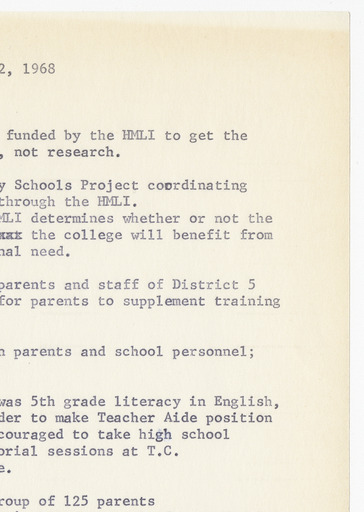 2, 1968
funded by the HMLI to get the
, not research.
y Schools Project coordinating
through the HMLI.
MLI determines whether or not the
the college will benefit from
nal need.
parents and staff of District 5
for parents to supplement training
n parents and school personnel;
was 5th grade literacy in English,
der to make Teacher Aide position
couraged to take high school
orial sessions at T.C.
e.
roup of 125 parents